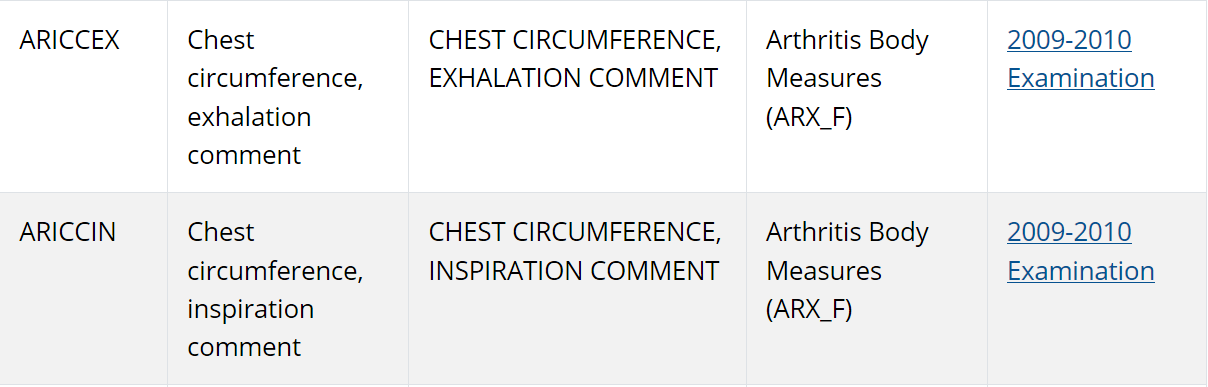 ARICCEX
Chest
circumference,
exhalation
comment
CHEST CIRCUMFERENCE,
EXHALATION COMMENT
Arthritis Body
Measures
(ARX_F)
2009-2010
Examination
ARICCIN
Chest
circumference,
inspiration
comment
CHEST CIRCUMFERENCE,
INSPIRATION COMMENT
Arthritis Body
Measures
(ARX_F)
2009-2010
Examination